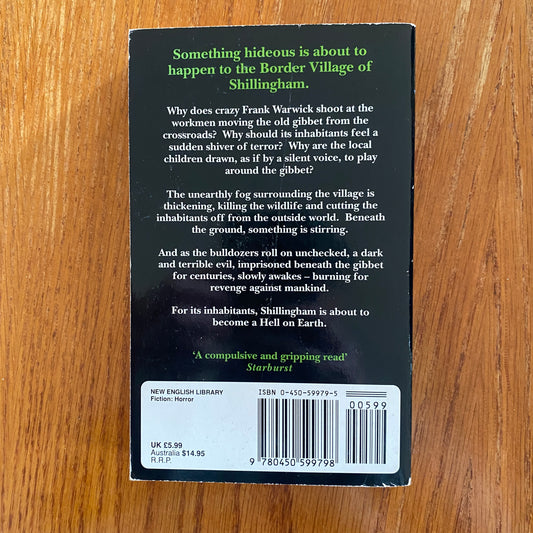 Something hideous is about to
happen to the Border Village of
Shillingham.
Why does crazy Frank Warwick shoot at the
workmen moving the old gibbet from the
crossroads? Why should its inhabitants feel a
sudden shiver of terror? Why are the local
children drawn, as if by a silent voice, to play
around the gibbet?
The unearthly fog surrounding the village is
thickening, killing the wildlife and cutting the
inhabitants off from the outside world. Beneath
the ground, something is stirring.
And as the bulldozers roll on unchecked, a dark
and terrible evil, imprisoned beneath the gibbet
for centuries, slowly awakes – burning for
revenge against mankind.
For its inhabitants, Shillingham is about to
become a Hell on Earth.
‘A compulsive and gripping read’
Starburst
NEW ENGLISH LIBRARY
Fiction: Horror
UK £5.99
Australia $14.95
R.R.P.
ISBN 0-450-59979-5
00599
9 780450 599798